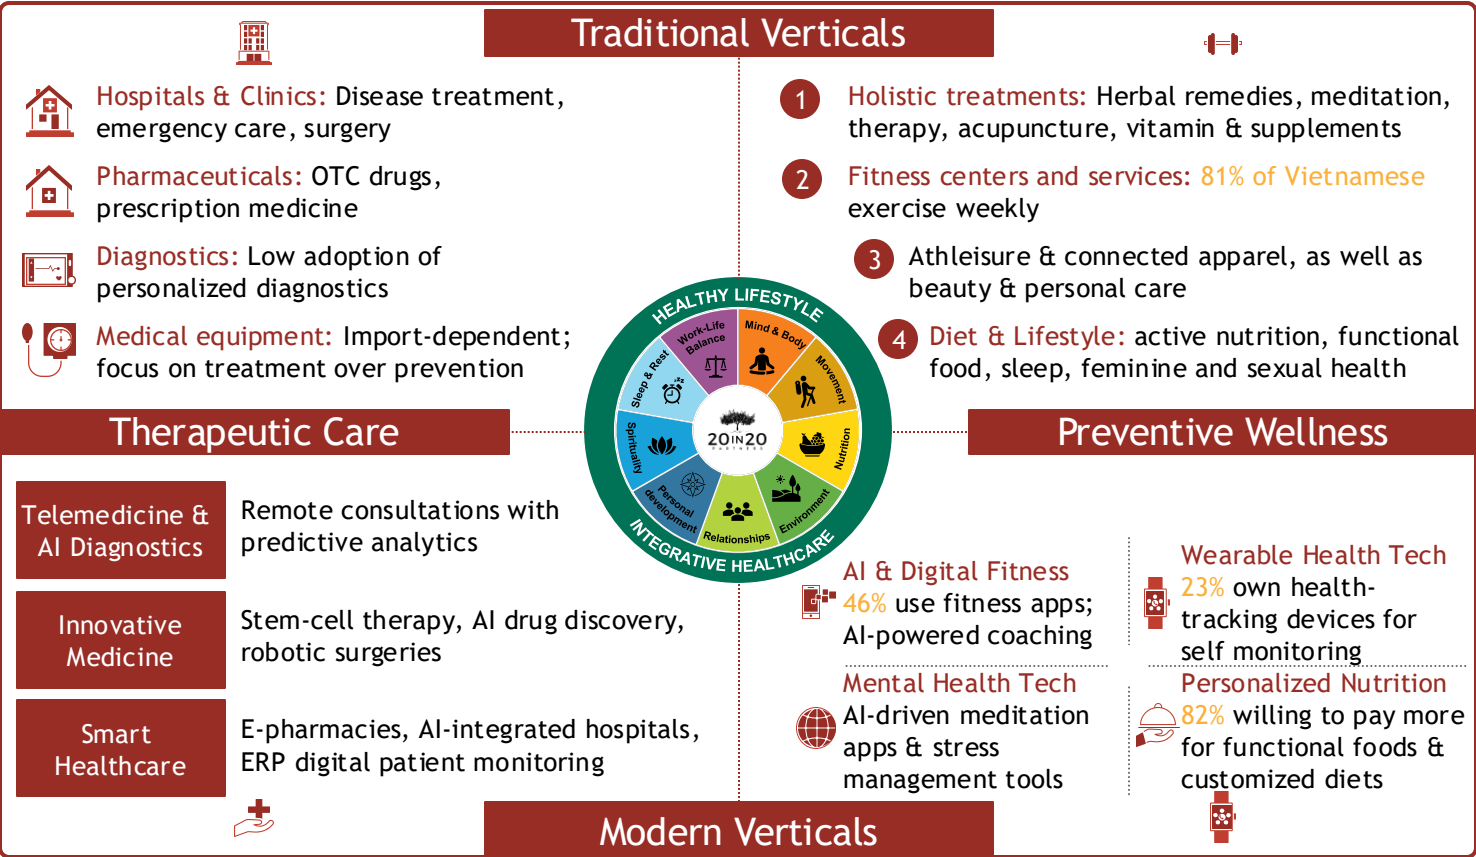 Traditional Verticals
Hospitals & Clinics: Disease treatment,
emergency care, surgery
Pharmaceuticals: OTC drugs,
prescription medicine
Diagnostics: Low adoption of
personalized diagnostics
Medical equipment: Import-dependent;
focus on treatment over prevention
1
Holistic treatments: Herbal remedies, meditation,
therapy, acupuncture, vitamin & supplements
2
Fitness centers and services: 81% of Vietnamese
exercise weekly
3
Athleisure & connected apparel, as well as
beauty & personal care
4
Diet & Lifestyle: active nutrition, functional
food, sleep, feminine and sexual health
HEALTHY LIFESTYLE
Work-Life
Balance
Mind & Body
Movement
Nutrition
Environment
Relationships
Personal
development
Spirituality
Sleep & Rest
20IN20
PARTNERS
INTEGRATIVE HEALTHCARE
Therapeutic Care
Preventive Wellness
Telemedicine &
AI Diagnostics
Remote consultations with
predictive analytics
Innovative
Medicine
Stem-cell therapy, AI drug discovery,
robotic surgeries
Smart
Healthcare
E-pharmacies, AI-integrated hospitals,
ERP digital patient monitoring
AI & Digital Fitness
46% use fitness apps;
AI-powered coaching
Wearable Health Tech
23% own health-
tracking devices for
self monitoring
Mental Health Tech
AI-driven meditation
apps & stress
management tools
Personalized Nutrition
82% willing to pay more
for functional foods &
customized diets
Modern Verticals